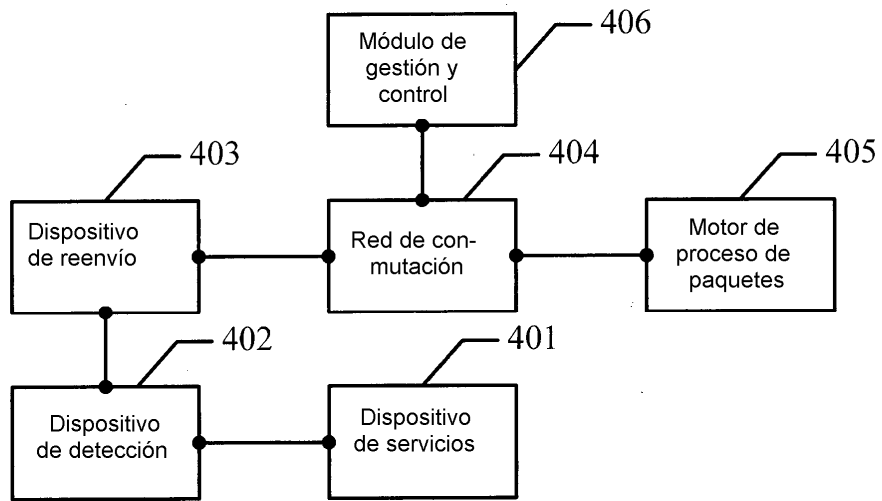 Módulo de
gestión y
control
406
403
404
405
Dispositivo
de reenvío
Red de con-
mutación
Motor de
proceso de
paquetes
402
401
Dispositivo
de detección
Dispositivo
de servicios